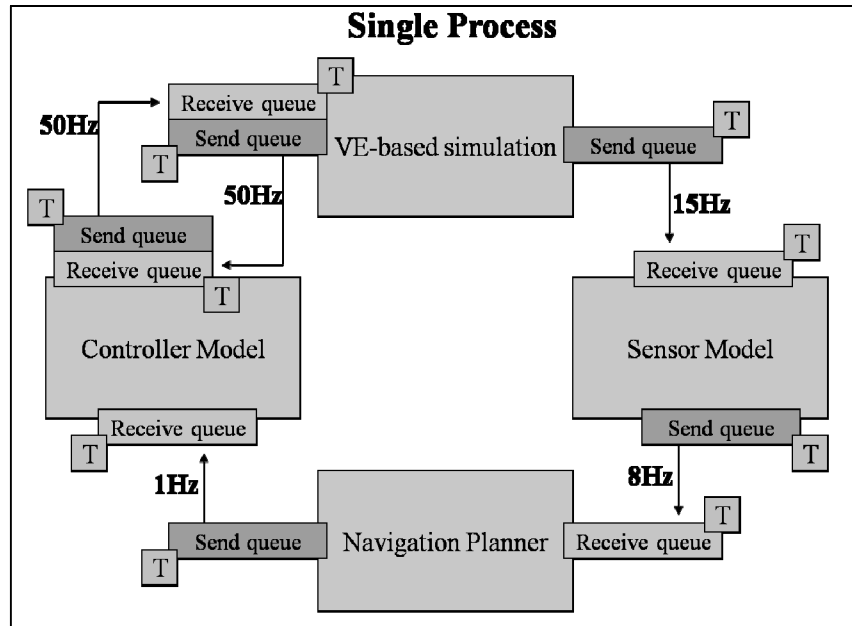 Single Process
T
Receive queue
50Hz
Send queue
T
VE-based simulation
T
Send queue
50Hz
15Hz
T
Send queue
Receive queue
T
T
Receive queue
Controller Model
Sensor Model
Receive queue
T
Send queue
T
1Hz
8Hz
T
Send queue
T
Navigation Planner
Receive queue